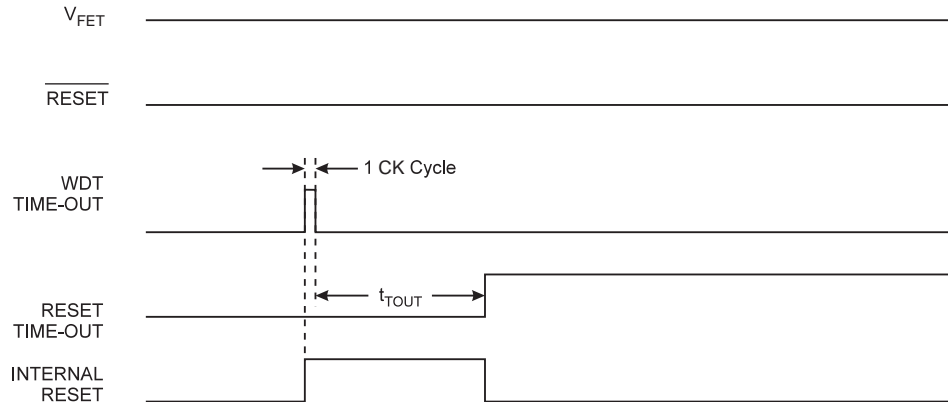 VFET
RESET
1 CK Cycle
WDT
TIME-OUT
tTOUT
RESET
TIME-OUT
INTERNAL
RESET